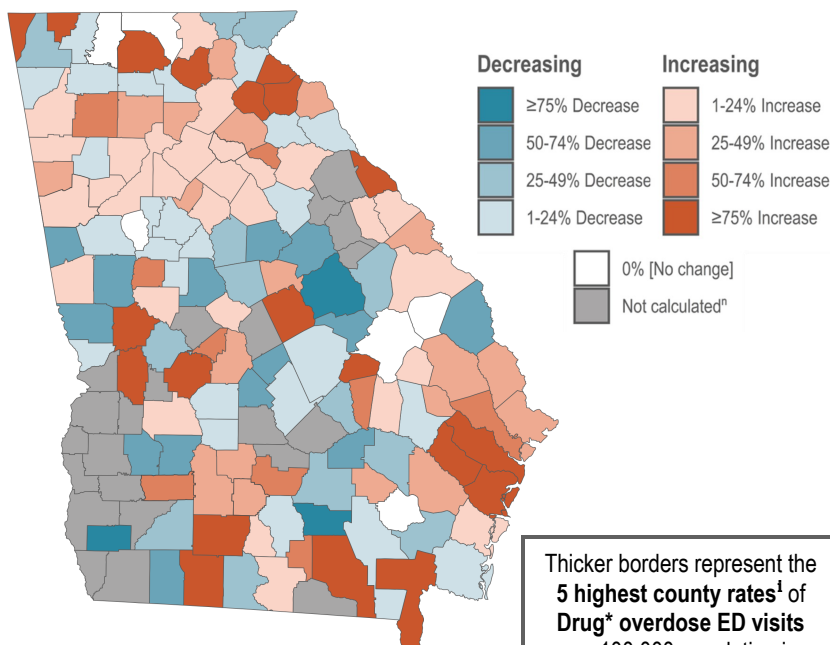 Decreasing
≥75% Decrease
50-74% Decrease
25-49% Decrease
1-24% Decrease
Increasing
1-24% Increase
25-49% Increase
50-74% Increase
≥75% Increase
0% [No change]
Not calculatedⁿ
Thicker borders represent the
5 highest county rates¹ of
Drug* overdose ED visits